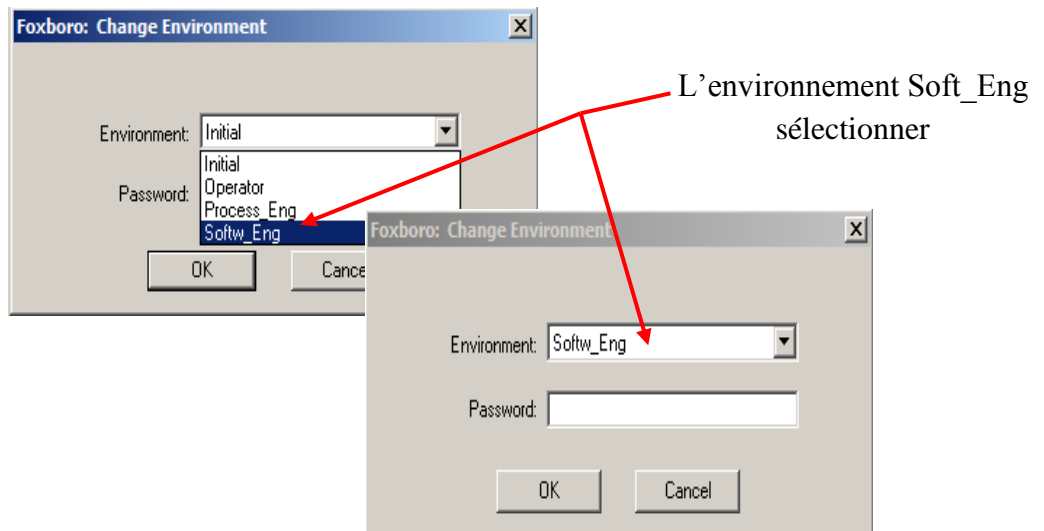 Foxboro: Change Environment
Environment: Initial
Initial
Operator
Password:
Process_Eng
Softw_Eng
OK
Cance
L'environnement Soft_Eng
sélectionner
Foxboro: Change Environment
Environment: Softw_Eng
Password:
OK Cancel